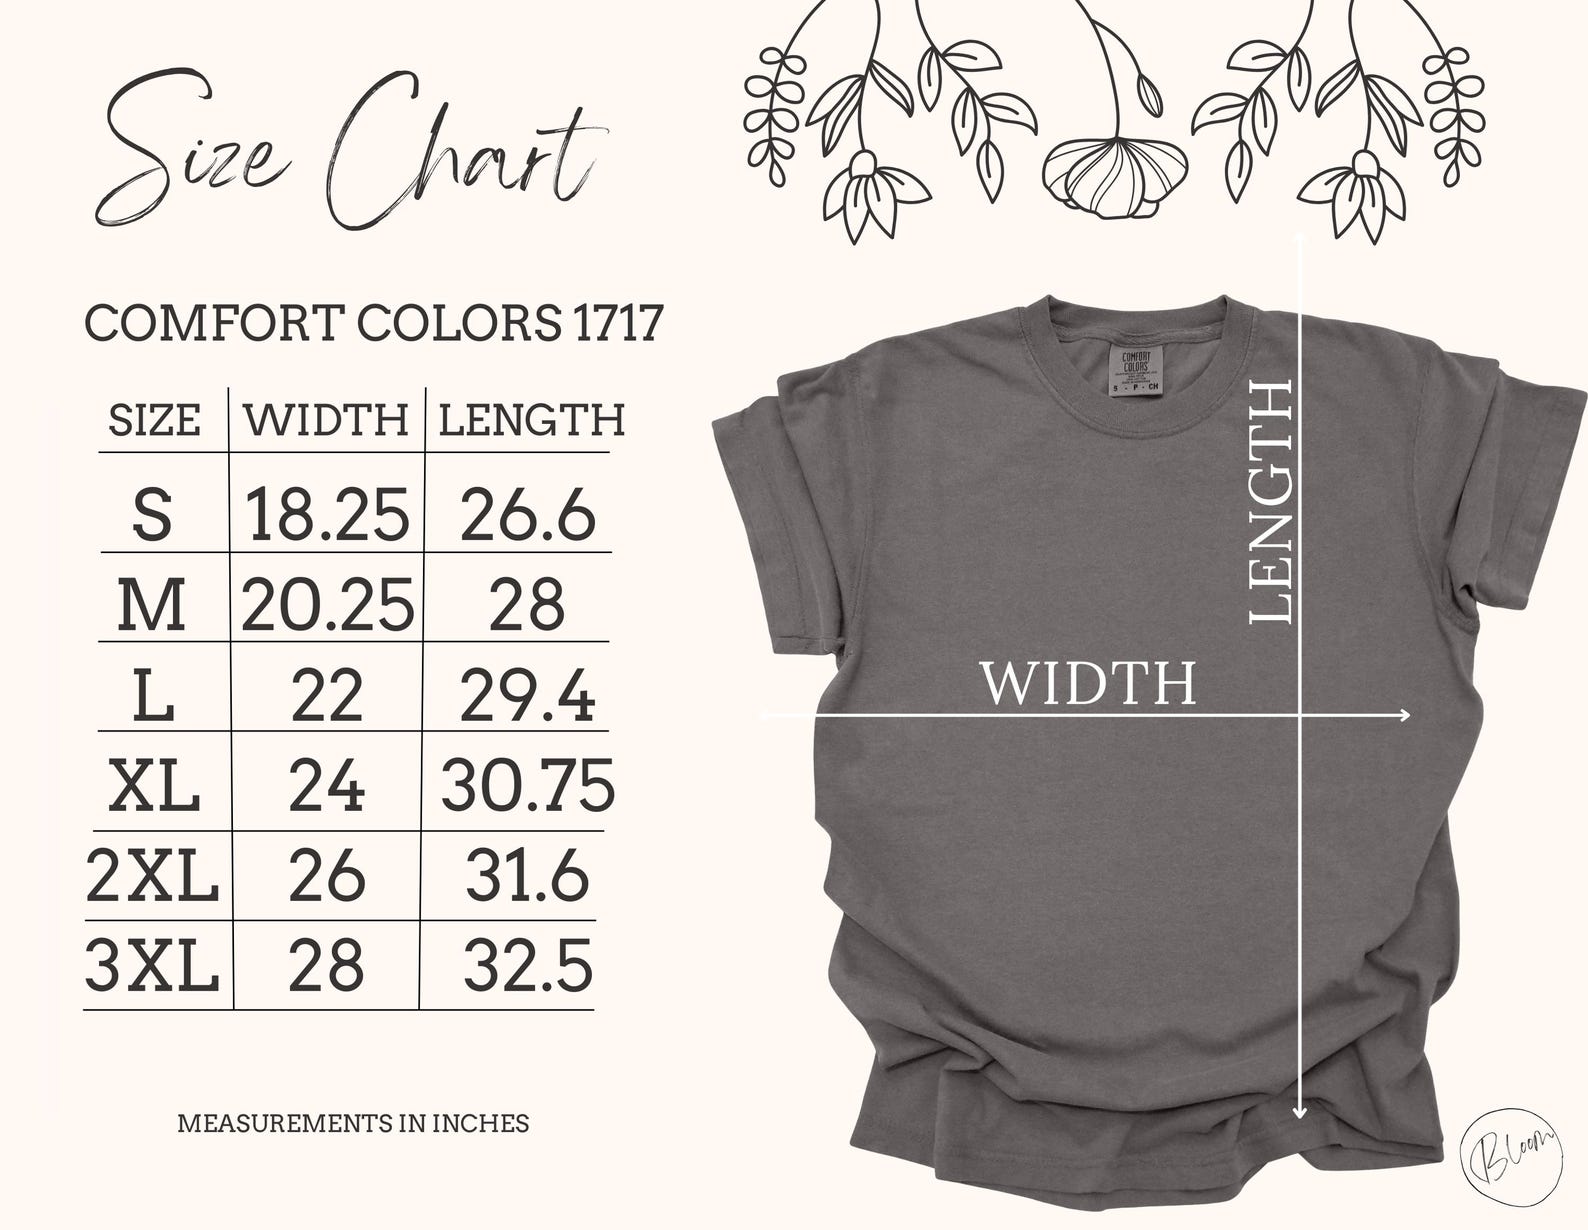 Size Chart
COMFORT COLORS 1717
SIZE WIDTH LENGTH
S 18.25 26.6
M 20.25 28
L 22 29.4
XL 24 30.75
2XL 26 31.6
3XL 28 32.5
MEASUREMENTS IN INCHES
COMFORT
COLORS
S - P - CH
LENGTH
WIDTH
Bloom